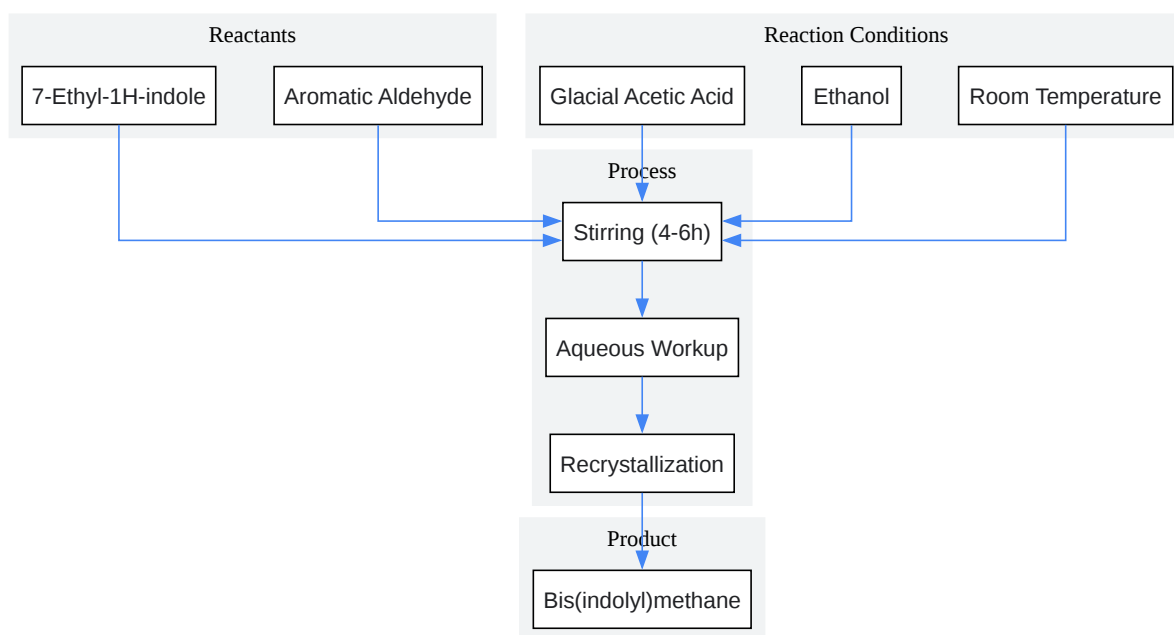 Reactants
Reaction Conditions
7-Ethyl-1H-indole
Aromatic Aldehyde
Glacial Acetic Acid
Ethanol
Room Temperature
Process
Stirring (4-6h)
Aqueous Workup
Recrystallization
Product
Bis(indolyl)methane